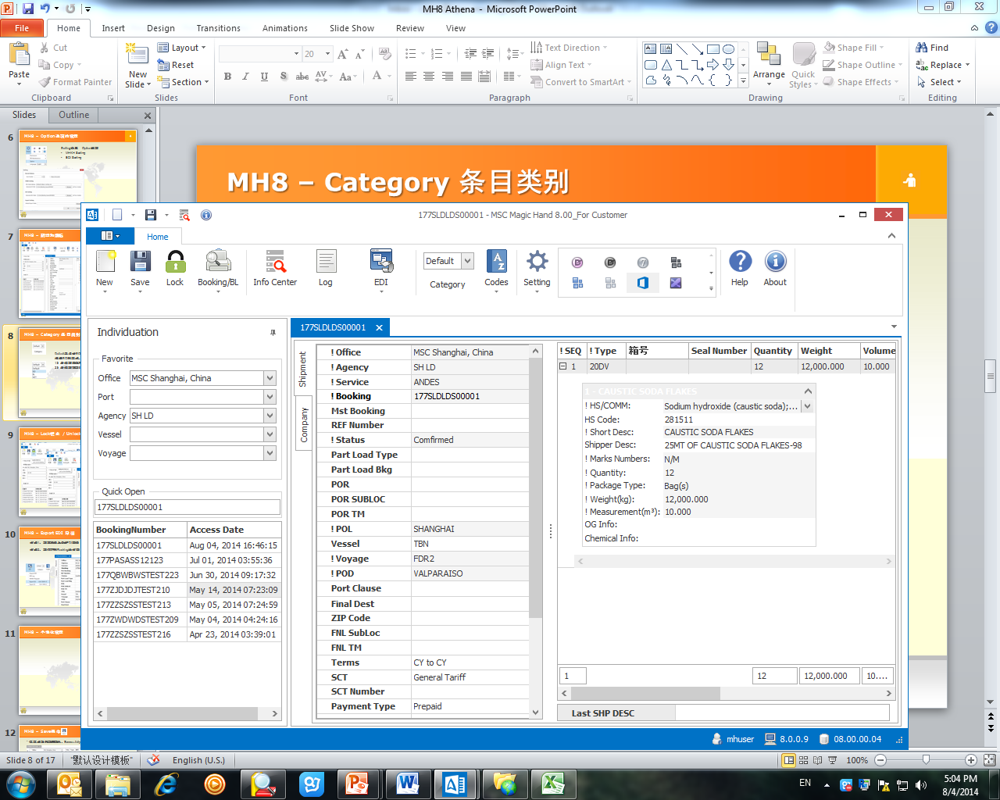 MH8 Athena - Microsoft PowerPoint
File Home Insert Design Transitions Animations Slide Show Review View
Paste Cut Copy Format Painter
Clipboard
New Slide Layout Reset Section
Slides
20
Font
Text Direction Align Text Convert to SmartArt
Paragraph
Arrange Quick Styles Shape Fill Shape Outline Shape Effects
Drawing
Find Replace Select
Editing
Slides Outline
6
7
8
9
10
11
12
MH8 – Category 条目类别
177SLDLDS00001 - MSC Magic Hand 8.00_For Customer
Home
New Save Lock Booking/BL Info Center Log EDI Default Category Codes Setting Help About
Individuation
Favorite
Office MSC Shanghai, China
Port
Agency SH LD
Vessel
Voyage
Quick Open
177SLDLDS00001
BookingNumber Access Date
177SLDLDS00001 Aug 04, 2014 16:46:15
177PASASS12123 Jul 01, 2014 03:55:36
177QBWBWSTEST223 Jun 30, 2014 09:17:32
177ZJDJDJTEST210 May 14, 2014 07:23:09
177ZZSZSSTEST213 May 05, 2014 07:24:59
177ZWDWDSTEST209 May 04, 2014 04:24:16
177ZZSZSSTEST216 Apr 23, 2014 03:39:01
177SLDLDS00001
Shipment
Company
! Office MSC Shanghai, China
! Agency SH LD
! Service ANDES
! Booking 177SLDLDS00001
Mst Booking
REF Number
! Status Comfirmed
Part Load Type
Part Load Bkg
POR
POR SUBLOC
POR TM
! POL SHANGHAI
Vessel TBN
! Voyage FDR2
! POD VALPARAISO
Port Clause
Final Dest
ZIP Code
FNL SubLoc
FNL TM
Terms CY to CY
SCT General Tariff
SCT Number
Payment Type Prepaid
! SEQ ! Type 箱号 Seal Number Quantity Weight Volume
1 20DV 12 12,000.000 10.000
1 - CAUSTIC SODA FLAKES
! HS/COMM: Sodium hydroxide (caustic soda);...
HS Code: 281511
! Short Desc: CAUSTIC SODA FLAKES
Shipper Desc: 25MT OF CAUSTIC SODA FLAKES-98
! Marks Numbers: N/M
! Quantity: 12
! Package Type: Bag(s)
! Weight(kg): 12,000.000
! Measurement(m³): 10.000
OG Info:
Chemical Info:
1 12 12,000.000 10....
Last SHP DESC
mhuser 8.0.0.9 08.00.00.04
Slide 8 of 17 "默认设计模板" English (U.S.) 100%
EN 5:04 PM
8/4/2014